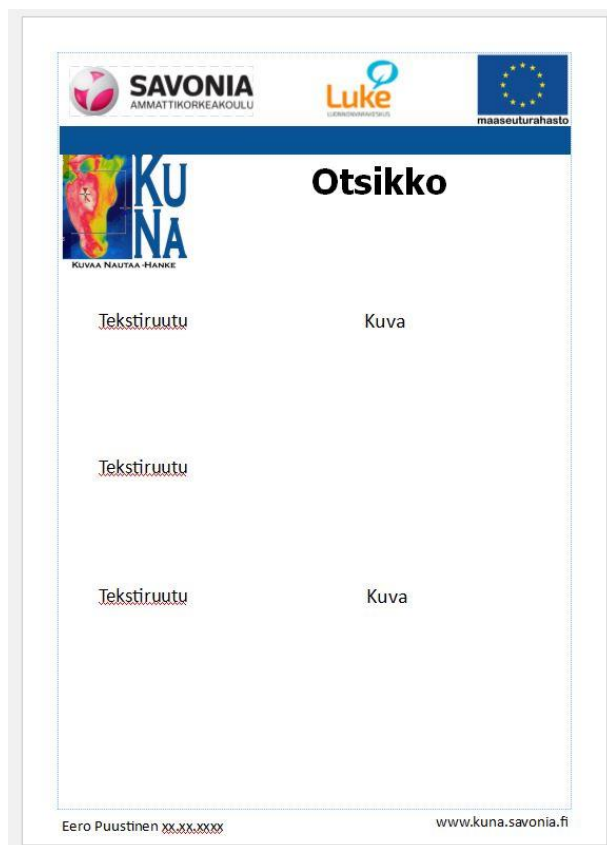 SAVONIA
AMMATTIKORKEAKOULU
Luke
LUONNONVARAKESKUS
maaseuturahasto
KU
NA
KUVAA NAUTAA -HANKE
Otsikko
Tekstiruutu
Kuva
Tekstiruutu
Tekstiruutu
Kuva
Eero Puustinen xx.xx.xxxx
www.kuna.savonia.fi